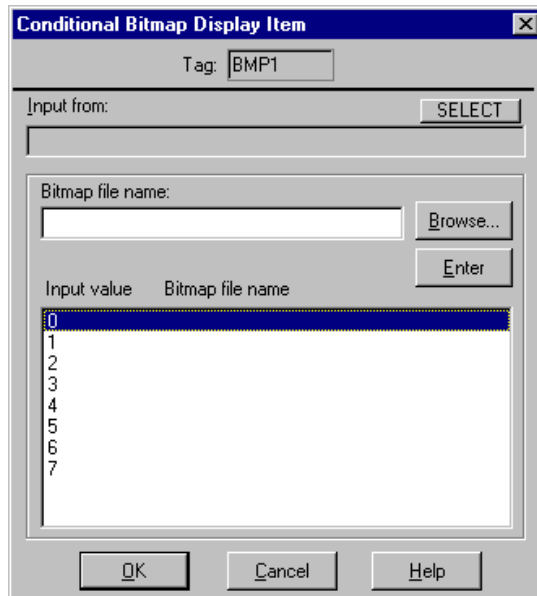 Conditional Bitmap Display Item
Tag: BMP1
Input from:
SELECT
Bitmap file name:
Browse...
Enter
Input value Bitmap file name
0
1
2
3
4
5
6
7
OK Cancel Help